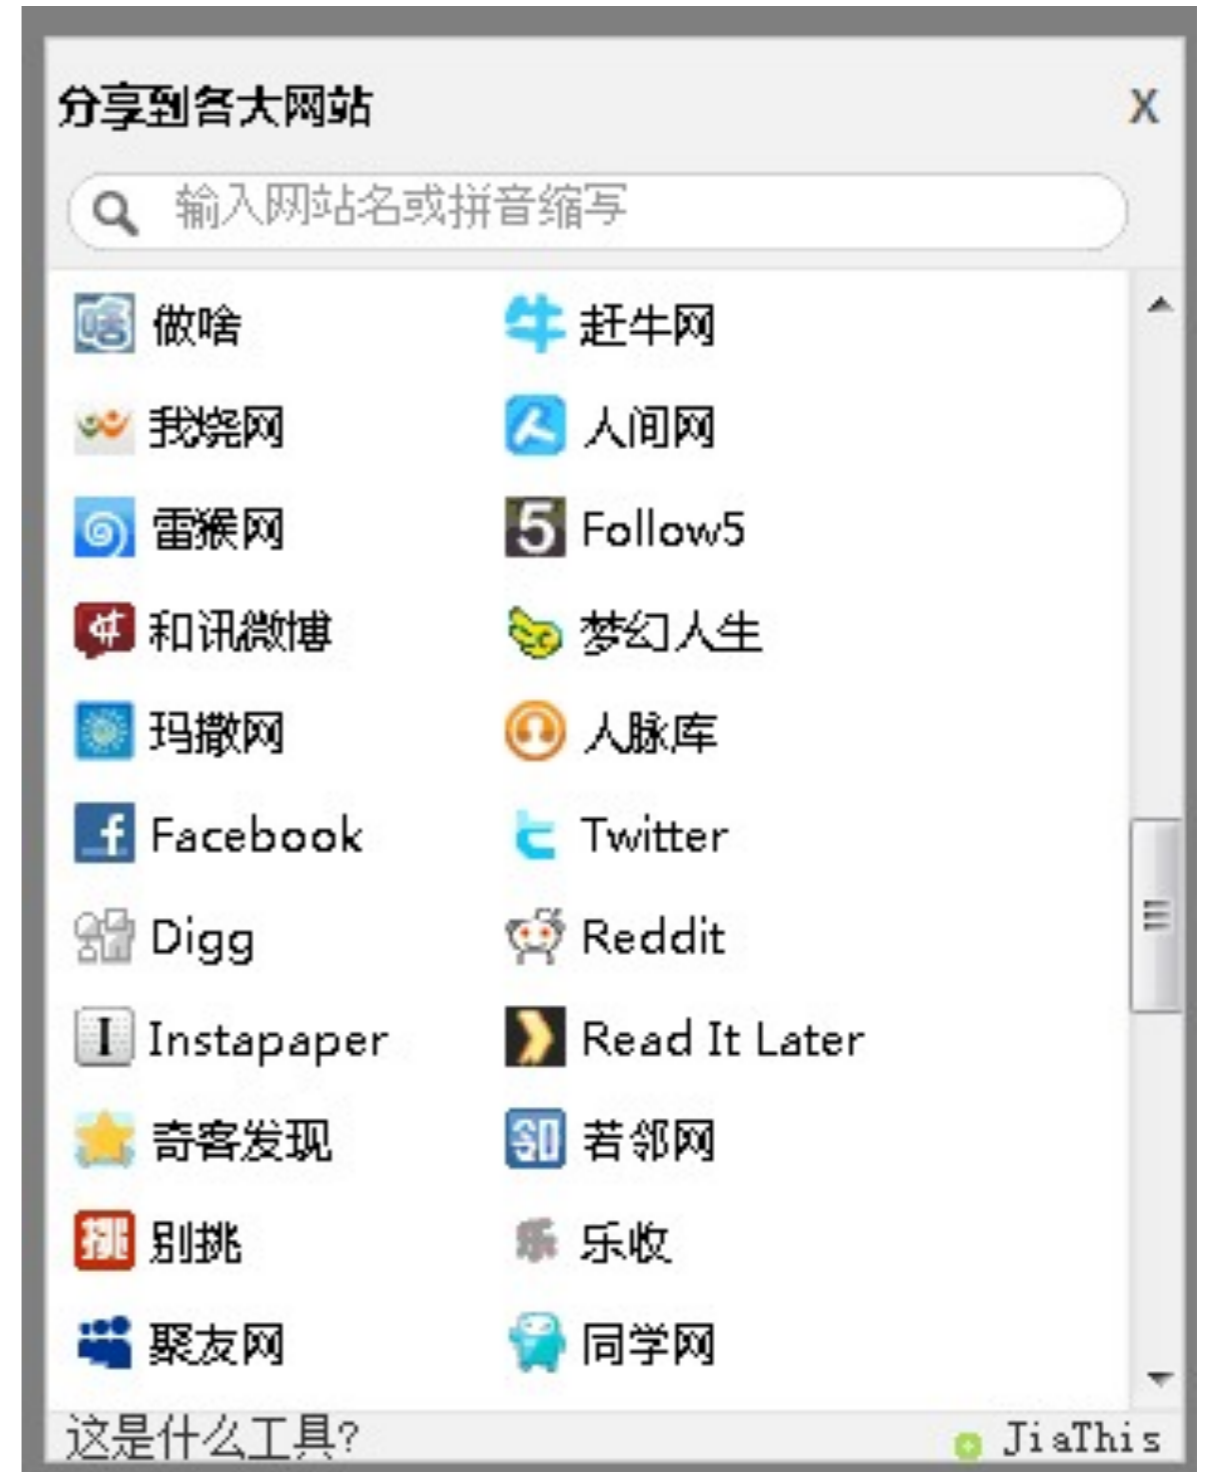 分享到各大网站 X
输入网站名或拼音缩写
做啥 赶牛网
我烧网 人间网
雷猴网 Follow5
和讯微博 梦幻人生
玛撒网 人脉库
Facebook Twitter
Digg Reddit
Instapaper Read It Later
奇客发现 若邻网
别挑 乐收
聚友网 同学网
这是什么工具? JiaThis